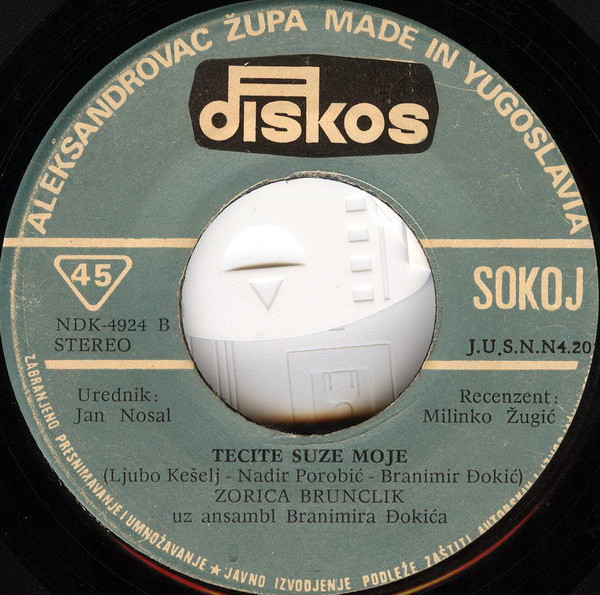 ALEKSANDROVAC ŽUPA MADE IN YUGOSLAVIA
diskos
45
SOKOJ
NDK-4924 B
STEREO
J.U.S.N.N4.20
Urednik:
Jan Nosal
Recenzent:
Milinko Žugić
TECITE SUZE MOJE
(Ljubo Kešelj - Nadir Porobić - Branimir Đokić)
ZORICA BRUNCLIK
uz ansambl Branimira Đokića
ZABRANJENO PRESNIMAVANJE I UMNOŽAVANJE ★ JAVNO IZVODJENJE PODLEŽE ZAŠTITI